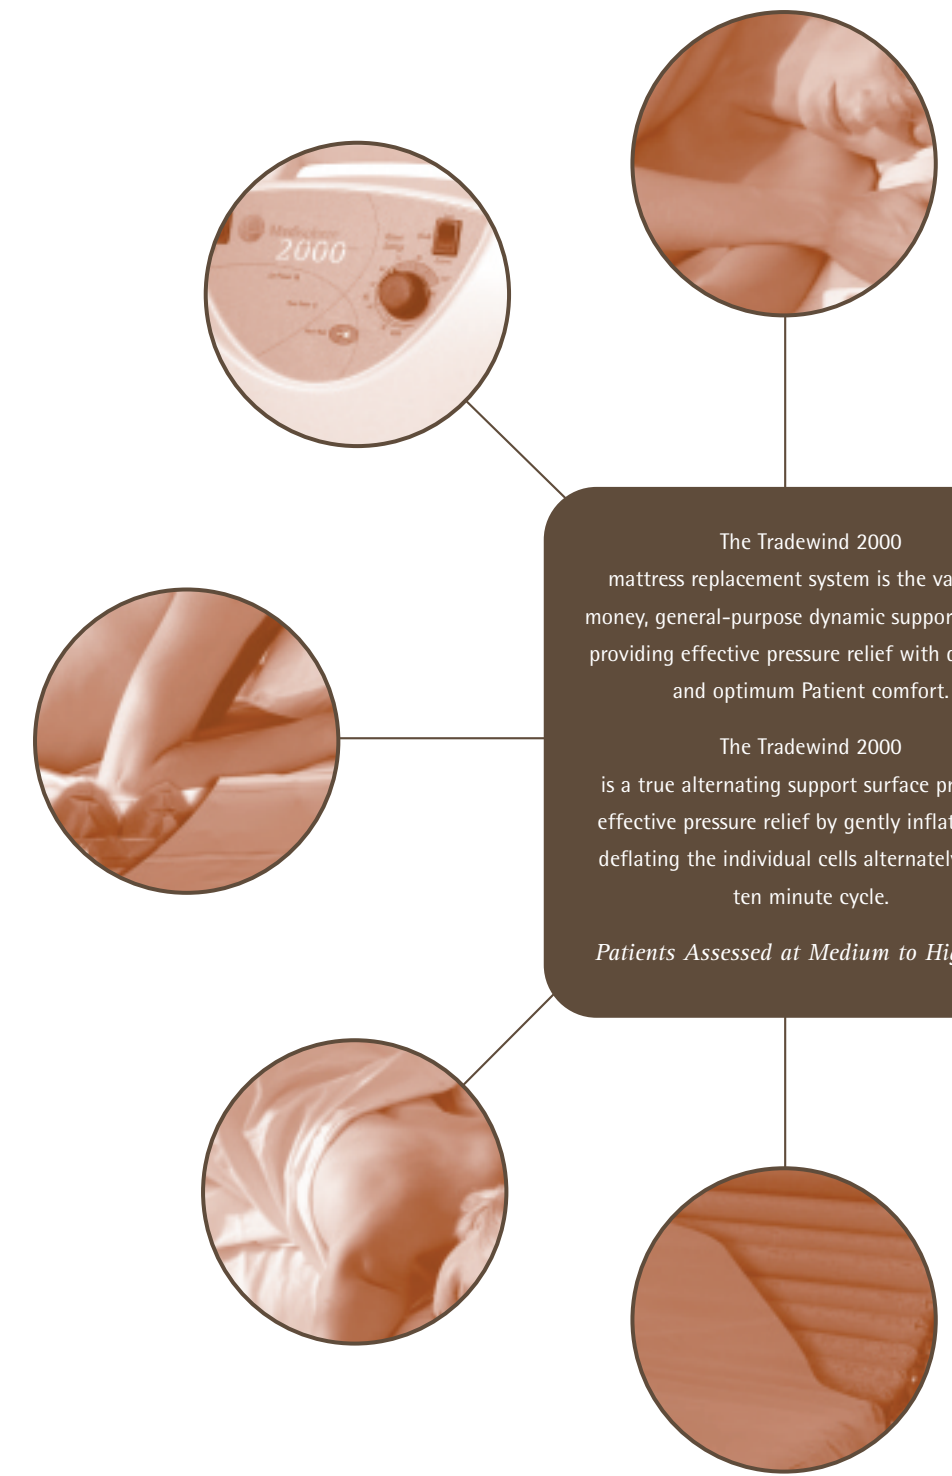 2000
The Tradewind 2000
mattress replacement system is the va
money, general-purpose dynamic suppor
providing effective pressure relief with
and optimum Patient comfort.
The Tradewind 2000
is a true alternating support surface pr
effective pressure relief by gently inflat
deflating the individual cells alternatel
ten minute cycle.
Patients Assessed at Medium to Hig